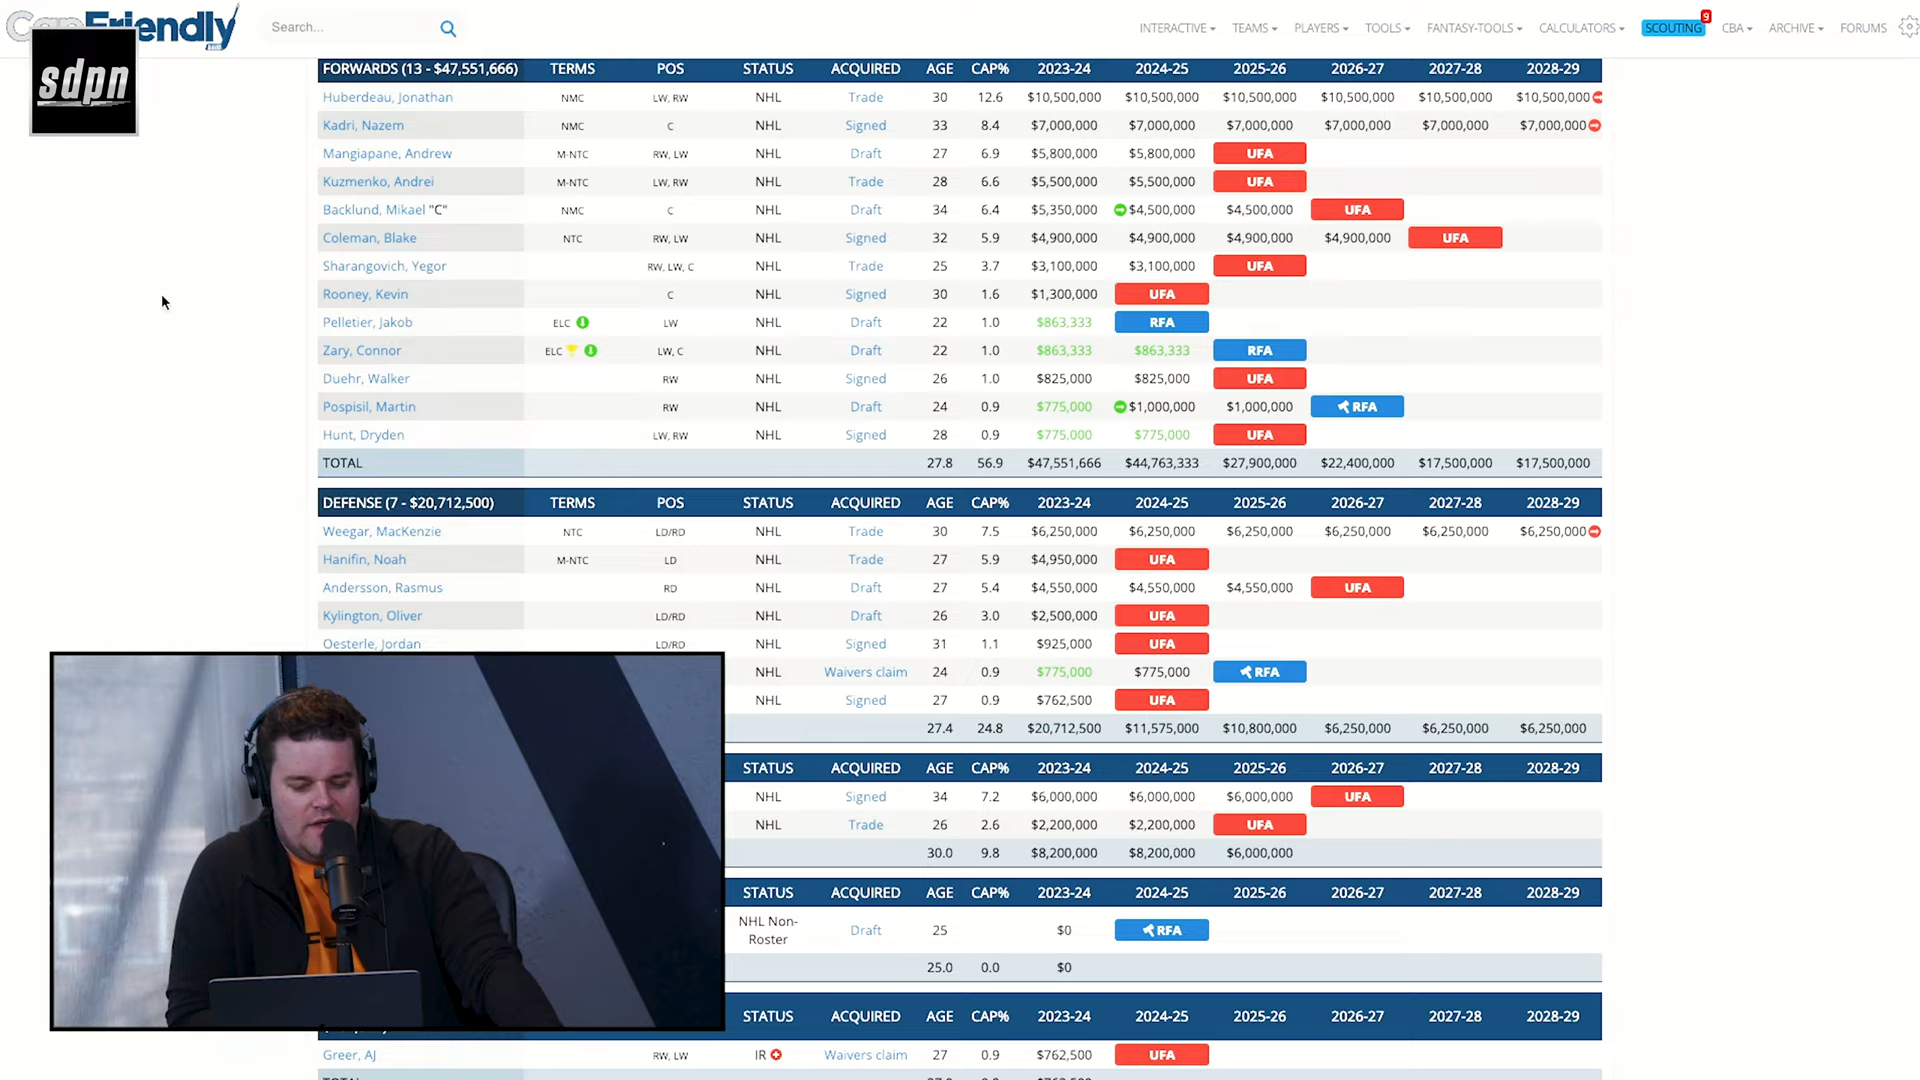 CapFriendly
Search...
INTERACTIVE TEAMS PLAYERS TOOLS FANTASY-TOOLS CALCULATORS SCOUTING 9 CBA ARCHIVE FORUMS
sdpn
FORWARDS (13 - $47,551,666) TERMS POS STATUS ACQUIRED AGE CAP% 2023-24 2024-25 2025-26 2026-27 2027-28 2028-29
Huberdeau, Jonathan NMC LW, RW NHL Trade 30 12.6 $10,500,000 $10,500,000 $10,500,000 $10,500,000 $10,500,000 $10,500,000
Kadri, Nazem NMC C NHL Signed 33 8.4 $7,000,000 $7,000,000 $7,000,000 $7,000,000 $7,000,000 $7,000,000
Mangiapane, Andrew M-NTC RW, LW NHL Draft 27 6.9 $5,800,000 $5,800,000 UFA
Kuzmenko, Andrei M-NTC LW, RW NHL Trade 28 6.6 $5,500,000 $5,500,000 UFA
Backlund, Mikael "C" NMC C NHL Draft 34 6.4 $5,350,000 $4,500,000 $4,500,000 UFA
Coleman, Blake NTC RW, LW NHL Signed 32 5.9 $4,900,000 $4,900,000 $4,900,000 $4,900,000 UFA
Sharangovich, Yegor RW, LW, C NHL Trade 25 3.7 $3,100,000 $3,100,000 UFA
Rooney, Kevin C NHL Signed 30 1.6 $1,300,000 UFA
Pelletier, Jakob ELC LW NHL Draft 22 1.0 $863,333 RFA
Zary, Connor ELC LW, C NHL Draft 22 1.0 $863,333 $863,333 RFA
Duehr, Walker RW NHL Signed 26 1.0 $825,000 $825,000 UFA
Pospisil, Martin RW NHL Draft 24 0.9 $775,000 $1,000,000 $1,000,000 RFA
Hunt, Dryden LW, RW NHL Signed 28 0.9 $775,000 $775,000 UFA
TOTAL 27.8 56.9 $47,551,666 $44,763,333 $27,900,000 $22,400,000 $17,500,000 $17,500,000
DEFENSE (7 - $20,712,500) TERMS POS STATUS ACQUIRED AGE CAP% 2023-24 2024-25 2025-26 2026-27 2027-28 2028-29
Weegar, MacKenzie NTC LD/RD NHL Trade 30 7.5 $6,250,000 $6,250,000 $6,250,000 $6,250,000 $6,250,000 $6,250,000
Hanifin, Noah M-NTC LD NHL Trade 27 5.9 $4,950,000 UFA
Andersson, Rasmus RD NHL Draft 27 5.4 $4,550,000 $4,550,000 $4,550,000 UFA
Kylington, Oliver LD/RD NHL Draft 26 3.0 $2,500,000 UFA
Oesterle, Jordan LD/RD NHL Signed 31 1.1 $925,000 UFA
NHL Waivers claim 24 0.9 $775,000 $775,000 RFA
NHL Signed 27 0.9 $762,500 UFA
27.4 24.8 $20,712,500 $11,575,000 $10,800,000 $6,250,000 $6,250,000 $6,250,000
STATUS ACQUIRED AGE CAP% 2023-24 2024-25 2025-26 2026-27 2027-28 2028-29
NHL Signed 34 7.2 $6,000,000 $6,000,000 $6,000,000 UFA
NHL Trade 26 2.6 $2,200,000 $2,200,000 UFA
30.0 9.8 $8,200,000 $8,200,000 $6,000,000
STATUS ACQUIRED AGE CAP% 2023-24 2024-25 2025-26 2026-27 2027-28 2028-29
NHL Non-
Roster Draft 25 $0 RFA
25.0 0.0 $0
STATUS ACQUIRED AGE CAP% 2023-24 2024-25 2025-26 2026-27 2027-28 2028-29
Greer, AJ RW, LW IR Waivers claim 27 0.9 $762,500 UFA